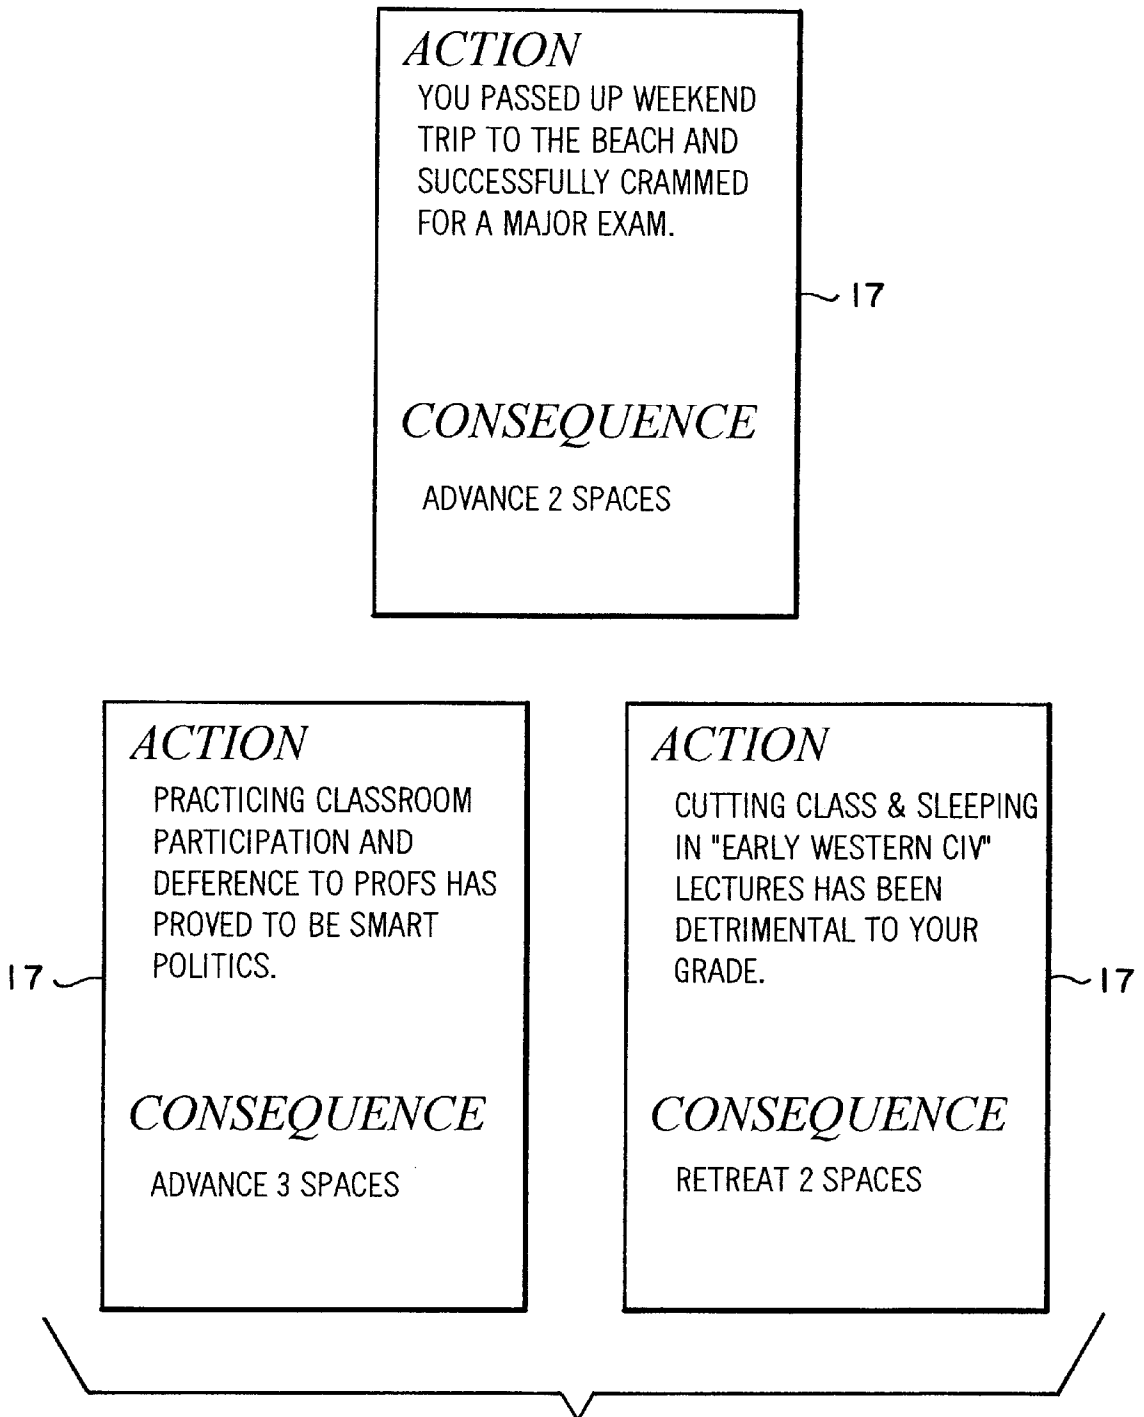 ACTION
YOU PASSED UP WEEKEND
TRIP TO THE BEACH AND
SUCCESSFULLY CRAMMED
FOR A MAJOR EXAM.
17
CONSEQUENCE
ADVANCE 2 SPACES
ACTION
PRACTICING CLASSROOM
PARTICIPATION AND
DEFERENCE TO PROFS HAS
PROVED TO BE SMART
POLITICS.
17
CONSEQUENCE
ADVANCE 3 SPACES
ACTION
CUTTING CLASS & SLEEPING
IN "EARLY WESTERN CIV"
LECTURES HAS BEEN
DETRIMENTAL TO YOUR
GRADE.
17
CONSEQUENCE
RETREAT 2 SPACES